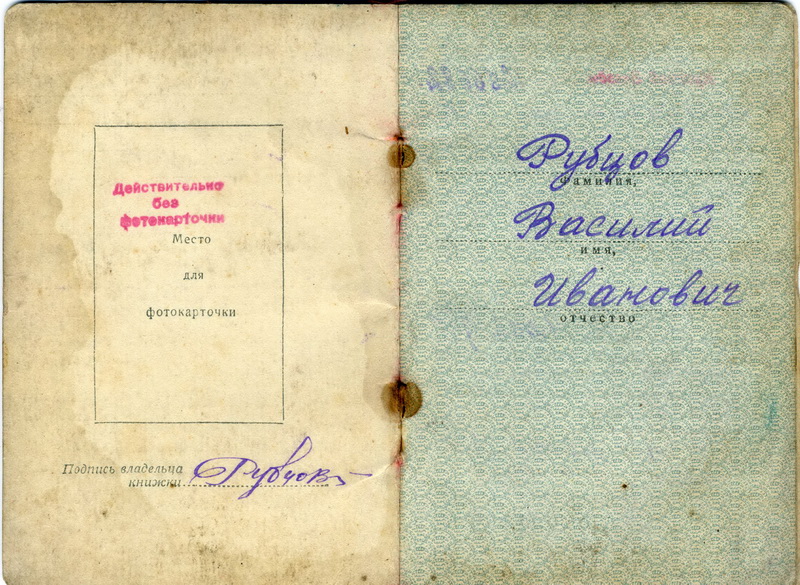 Действительно
без
фотокарточки
Место
для
фотокарточки
Подпись владельца
книжки Рубцов
Рубцов
фамилия,
Василий
имя,
Иванович
отчество